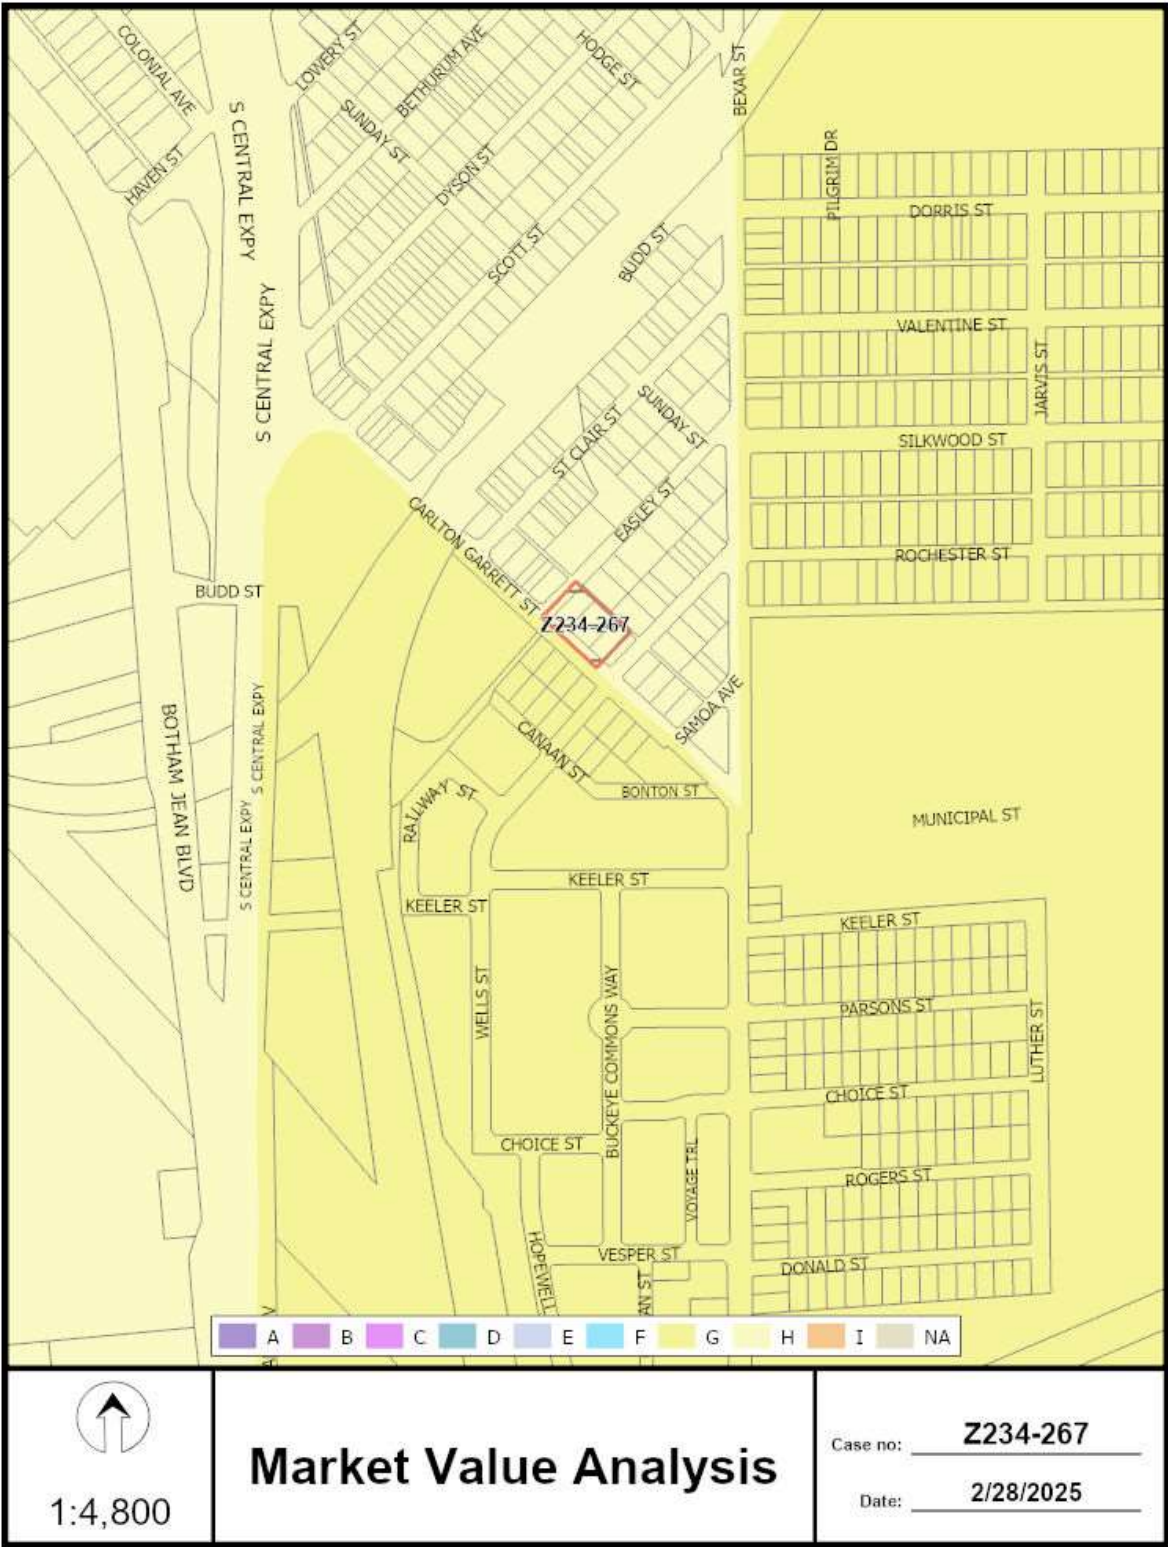 COLONIAL AVE
LOWERY ST
BETHURUM AVE
HODGE ST
BEXAR ST
S CENTRAL EXPY
SUNDAY ST
HAVEN ST
DYSON ST
PILGRIM DR
DORRIS ST
SCOTT ST
BUDD ST
S CENTRAL EXPY
VALENTINE ST
JARVIS ST
SUNDAY ST
ST CLAIR ST
SILKWOOD ST
CARLTON GARRETT ST
EASLEY ST
ROCHESTER ST
BUDD ST
Z234-267
S CENTRAL EXPY
SAMOA AVE
BOTHAM JEAN BLVD
CANAAN ST
RAILWAY ST
BONTON ST
S CENTRAL EXPY
MUNICIPAL ST
KEELER ST
KEELER ST
KEELER ST
WELLS ST
BUCKEYE COMMONS WAY
PARSONS ST
LUTHER ST
CHOICE ST
CHOICE ST
VOYAGE TRL
ROGERS ST
HOPEWELL
VESPER ST
DONALD ST
AN ST
A B C D E F G H I NA
1:4,800
Market Value Analysis
Case no: Z234-267
Date: 2/28/2025